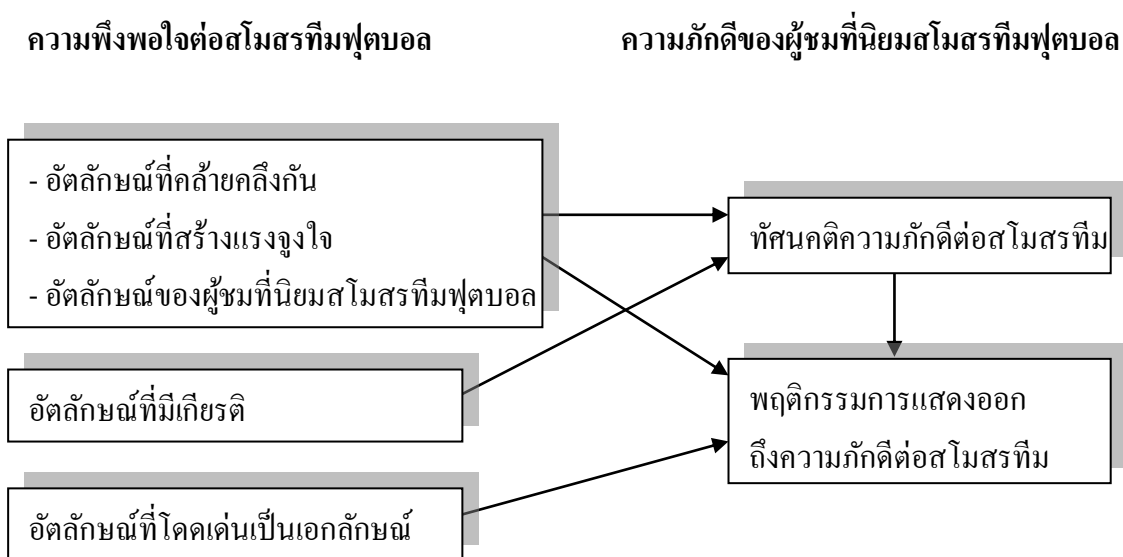 ความพึงพอใจต่อสโมสรทีมฟุตบอล
ความภักดีของผู้ชมที่นิยมสโมสรทีมฟุตบอล
- อัตลักษณ์ที่คล้ายคลึงกัน
- อัตลักษณ์ที่สร้างแรงจูงใจ
- อัตลักษณ์ของผู้ชมที่นิยมสโมสรทีมฟุตบอล
อัตลักษณ์ที่มีเกียรติ
อัตลักษณ์ที่โดดเด่นเป็นเอกลักษณ์
ทัศนคติความภักดีต่อสโมสรทีม
พฤติกรรมการแสดงออก
ถึงความภักดีต่อสโมสรทีม